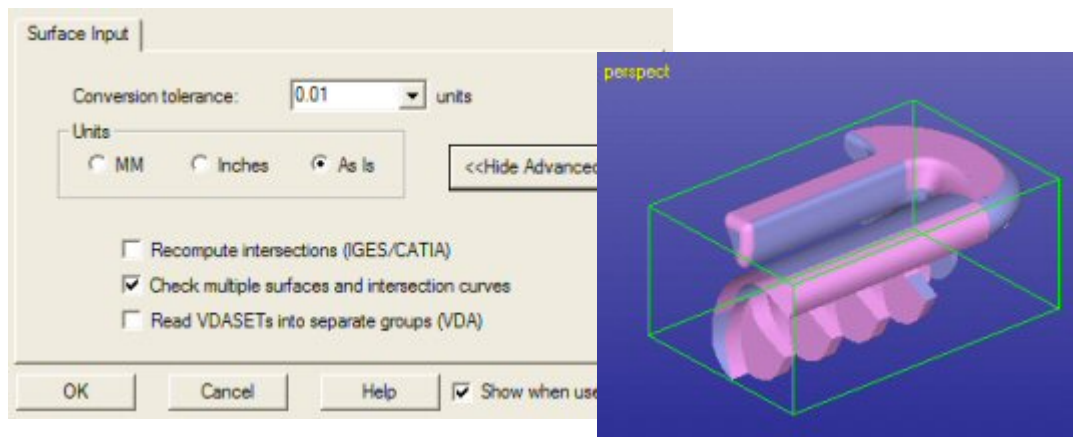 Surface Input
Conversion tolerance: 0.01 units
Units
MM Inches As Is
<<Hide Advanced
Recompute intersections (IGES/CATIA)
Check multiple surfaces and intersection curves
Read VDASETs into separate groups (VDA)
OK Cancel Help Show when use
perspect